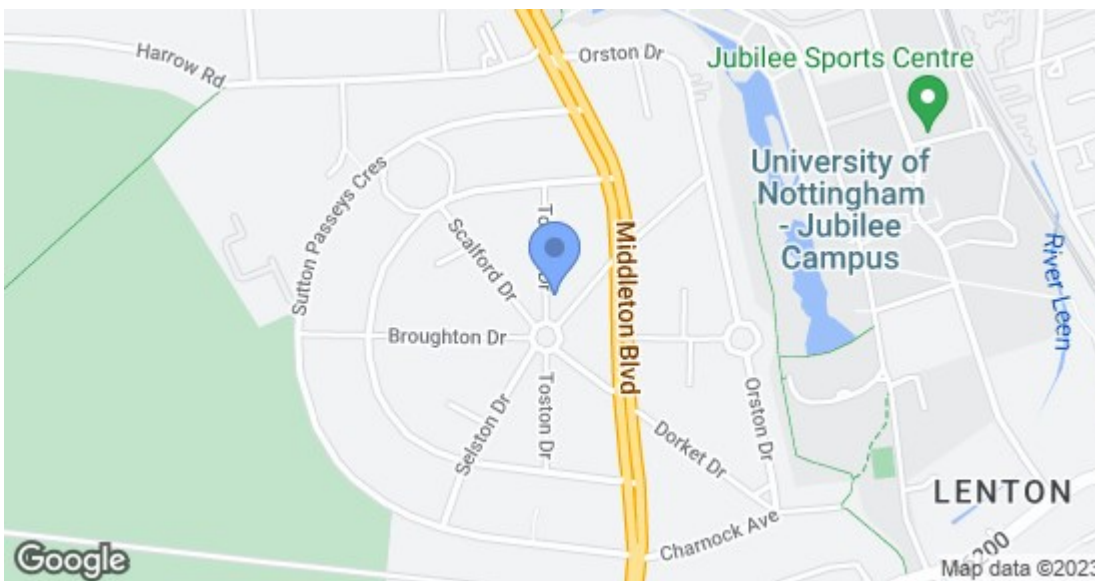 Harrow Rd
Orston Dr
Jubilee Sports Centre
University of
Nottingham
- Jubilee
Campus
Sutton Passeys Cres
Scalford Dr
Middleton Blvd
River Leen
Broughton Dr
Selston Dr
Toston Dr
Orston Dr
Dorket Dr
LENTON
Charnock Ave
Google
Map data ©2023